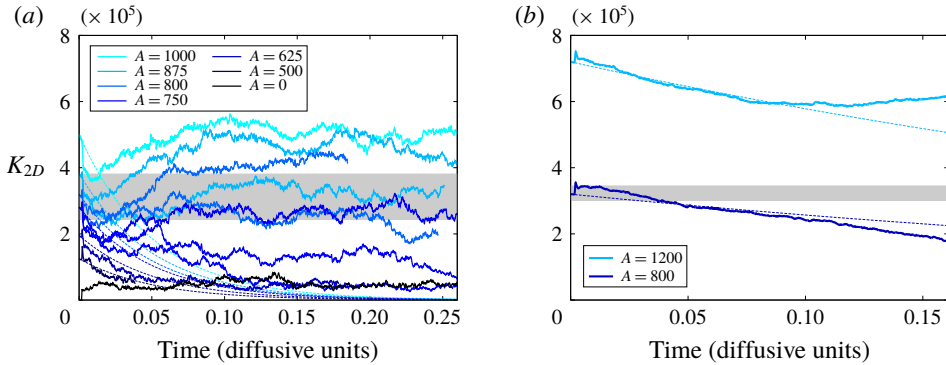 (a)
(× 10⁵)
K2D
8
6
4
2
0
0.05
0.10
0.15
0.20
0.25
Time (diffusive units)
A = 1000
A = 875
A = 800
A = 750
A = 625
A = 500
A = 0
(b)
(× 10⁵)
8
6
4
2
0
0.05
0.10
0.15
Time (diffusive units)
A = 1200
A = 800